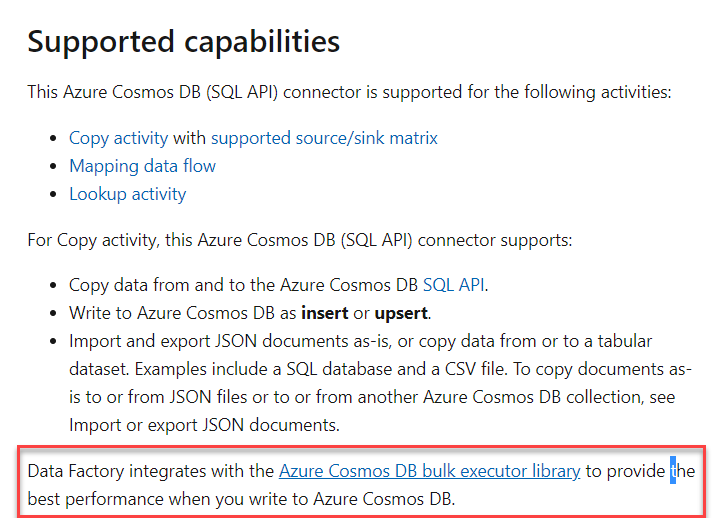 Supported capabilities
This Azure Cosmos DB (SQL API) connector is supported for the following activities:
• Copy activity with supported source/sink matrix
• Mapping data flow
• Lookup activity
For Copy activity, this Azure Cosmos DB (SQL API) connector supports:
• Copy data from and to the Azure Cosmos DB SQL API.
• Write to Azure Cosmos DB as insert or upsert.
• Import and export JSON documents as-is, or copy data from or to a tabular
dataset. Examples include a SQL database and a CSV file. To copy documents as-
is to or from JSON files or to or from another Azure Cosmos DB collection, see
Import or export JSON documents.
Data Factory integrates with the Azure Cosmos DB bulk executor library to provide the
best performance when you write to Azure Cosmos DB.